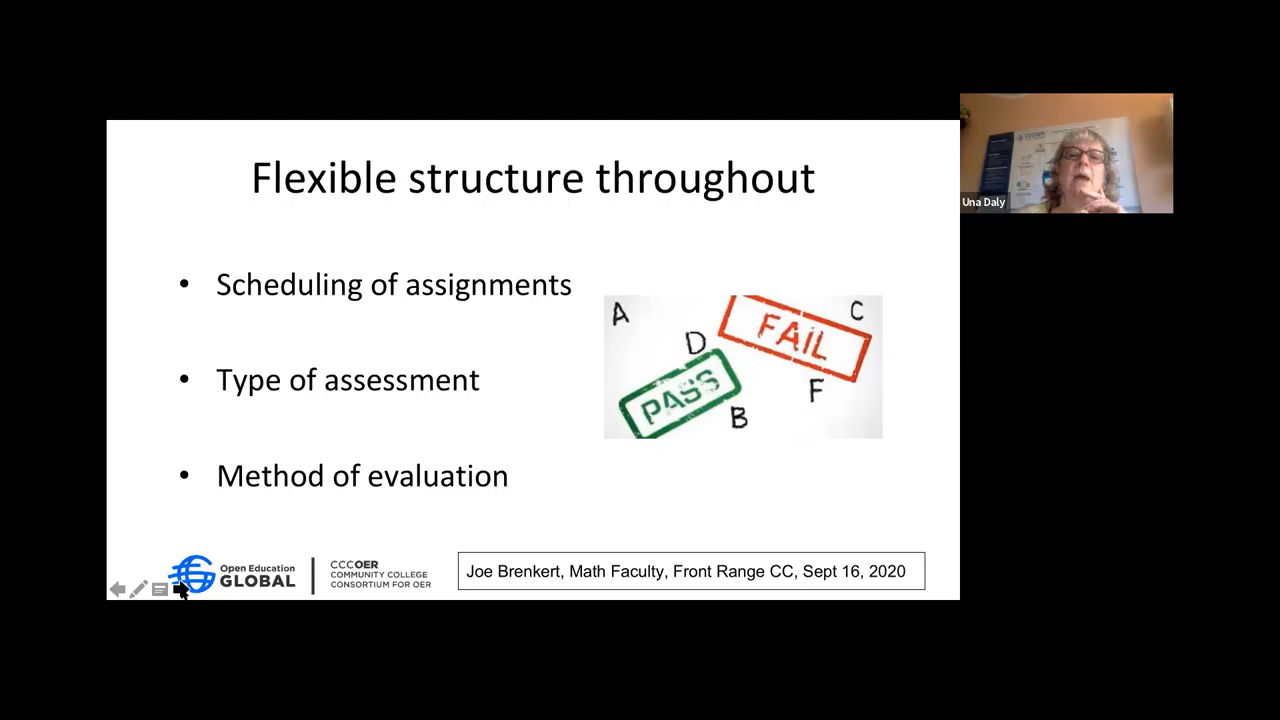 Flexible structure throughout
• Scheduling of assignments
• Type of assessment
• Method of evaluation
A
C
FAIL
D
PASS
F
B
Open Education
GLOBAL
CCCOER
COMMUNITY COLLEGE
CONSORTIUM FOR OER
Joe Brenkert, Math Faculty, Front Range CC, Sept 16, 2020
Una Daly